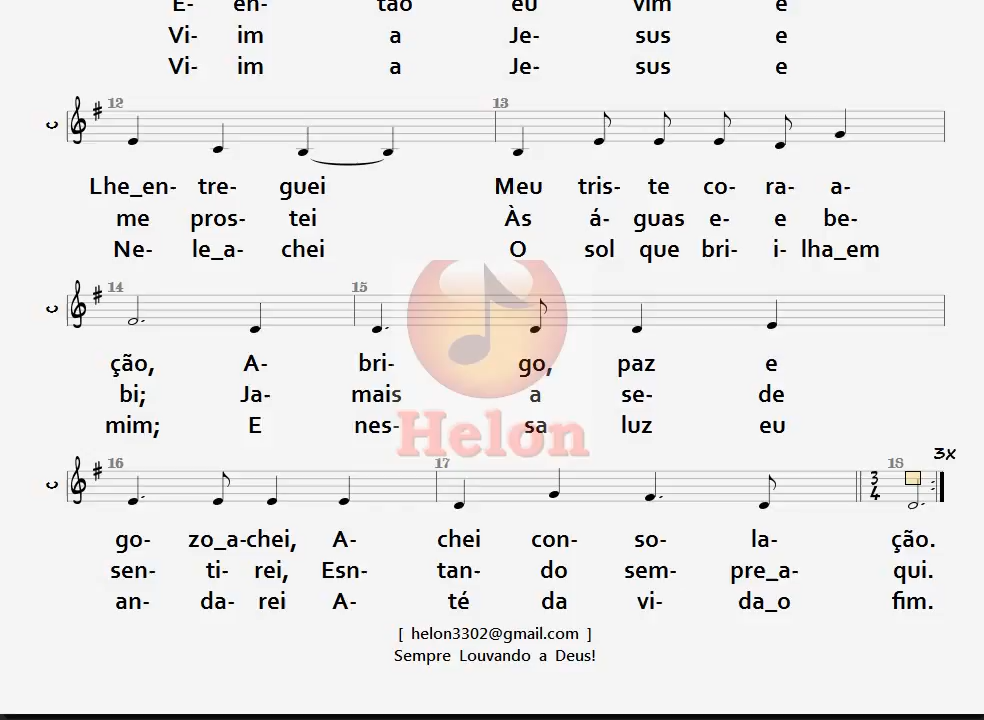 E- en- tão eu vim e
Vi- im a Je- sus e
Vi- im a Je- sus e
12 13
Lhe_en- tre- guei Meu tris- te co- ra- a-
me pros- tei Às á- guas e- e be-
Ne- le_a- chei O sol que bri- i- lha_em
14 15
ção, A- bri- go, paz e
bi; Ja- mais a se- de
mim; E nes- sa luz eu
Helon
3x
16 17 18
3
4
go- zo_a-chei, A- chei con- so- la- ção.
sen- ti- rei, Esn- tan- do sem- pre_a- qui.
an- da- rei A- té da vi- da_o fim.
[ helon3302@gmail.com ]
Sempre Louvando a Deus!